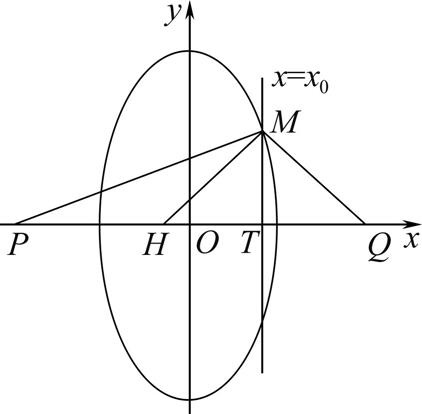 y
x=x₀
M
P H O T Q x